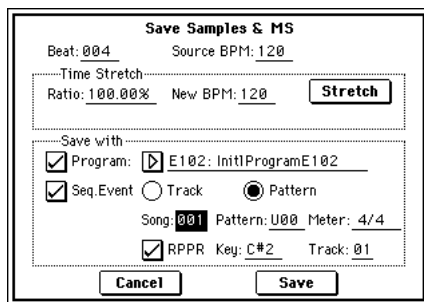 Save Samples & MS
Beat: 004 Source BPM: 120
Time Stretch
Ratio: 100.00% New BPM: 120 Stretch
Save with
Program: E102: InitlProgramE102
Seq.Event Track Pattern
Song: 001 Pattern: U00 Meter: 4/4
RPPR Key: C#2 Track: 01
Cancel Save